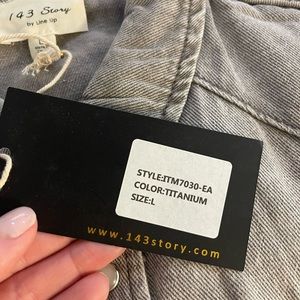 143 Story
by Line Up
STYLE:ITM7030-EA
COLOR:TITANIUM
SIZE:L
www.143story.com